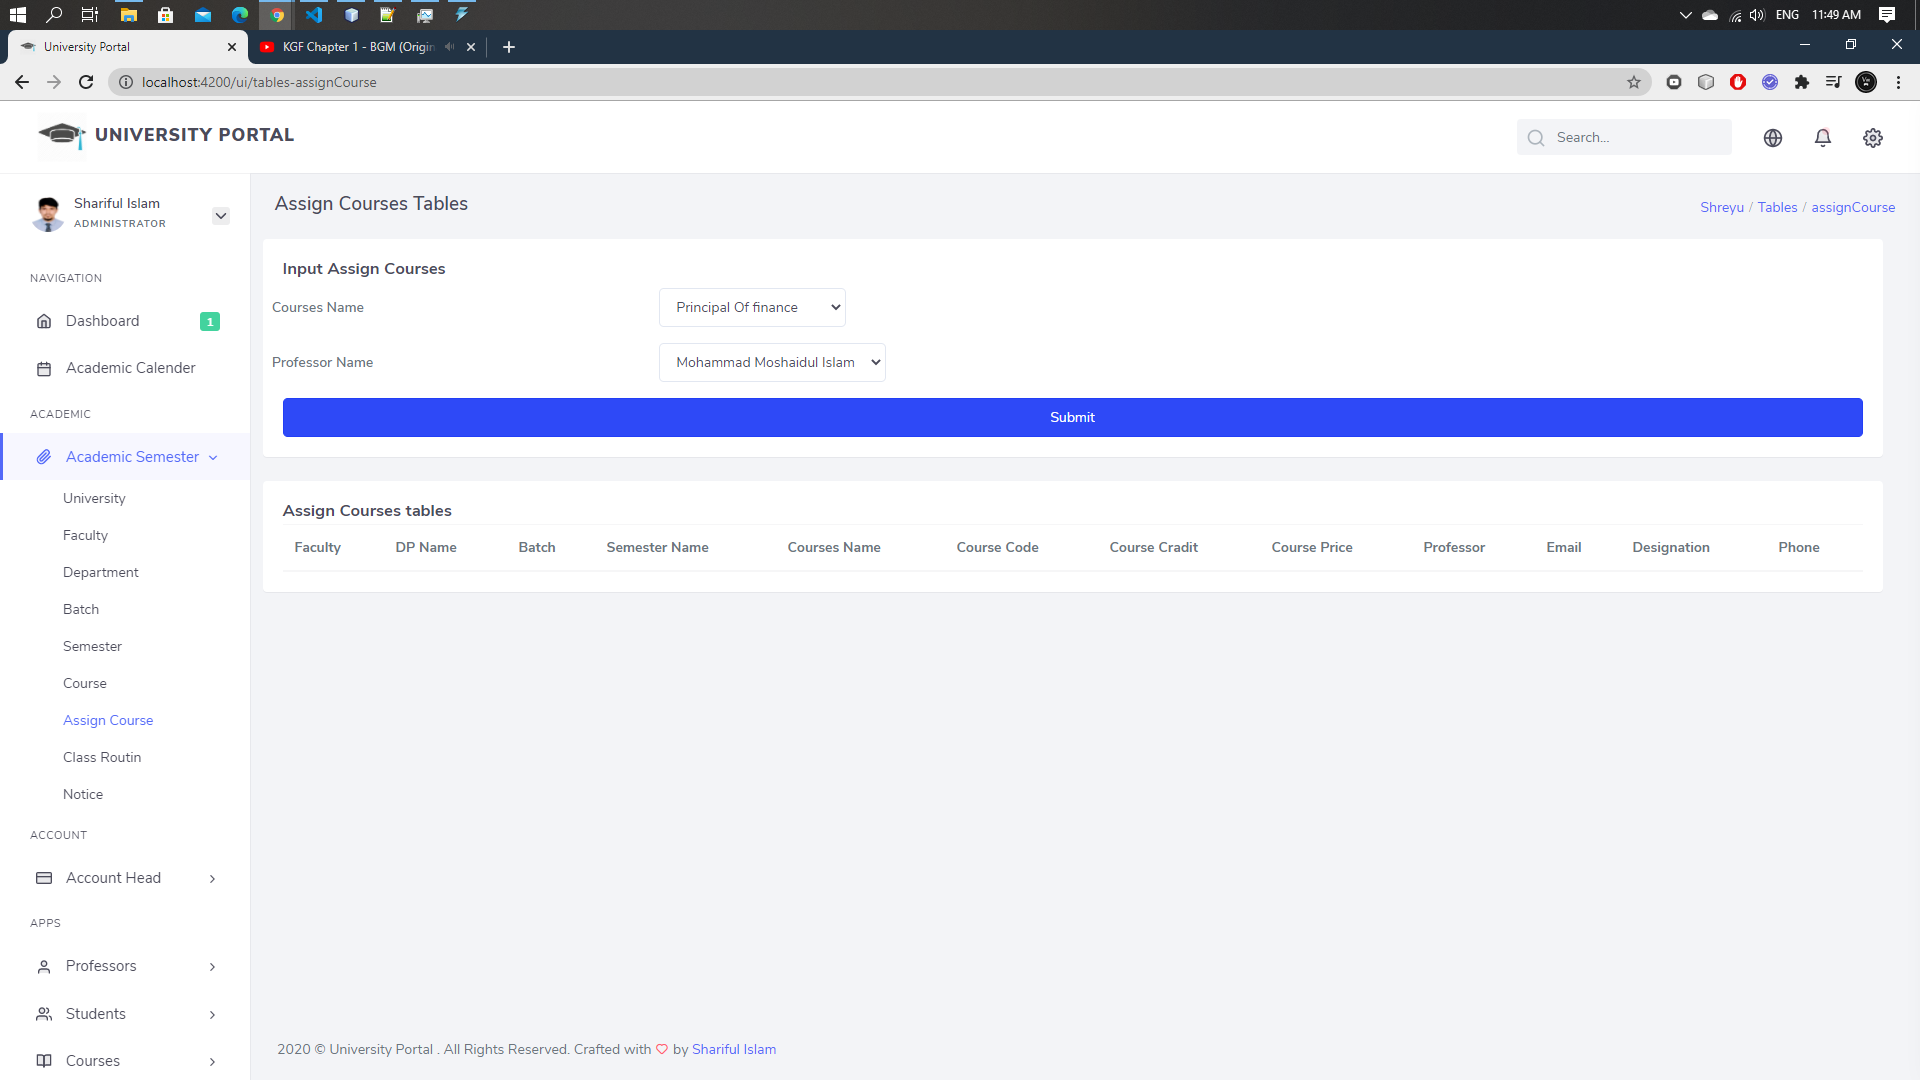 ENG 11:49 AM
University Portal
KGF Chapter 1 - BGM (Origin
localhost:4200/ui/tables-assignCourse
UNIVERSITY PORTAL
Search...
Shariful Islam
ADMINISTRATOR
Assign Courses Tables
Shreyu / Tables / assignCourse
NAVIGATION
Dashboard 1
Academic Calender
ACADEMIC
Academic Semester
University
Faculty
Department
Batch
Semester
Course
Assign Course
Class Routin
Notice
ACCOUNT
Account Head
APPS
Professors
Students
Courses
Input Assign Courses
Courses Name Principal Of finance
Professor Name Mohammad Moshaidul Islam
Submit
Assign Courses tables
Faculty DP Name Batch Semester Name Courses Name Course Code Course Cradit Course Price Professor Email Designation Phone
2020 © University Portal . All Rights Reserved. Crafted with ♡ by Shariful Islam